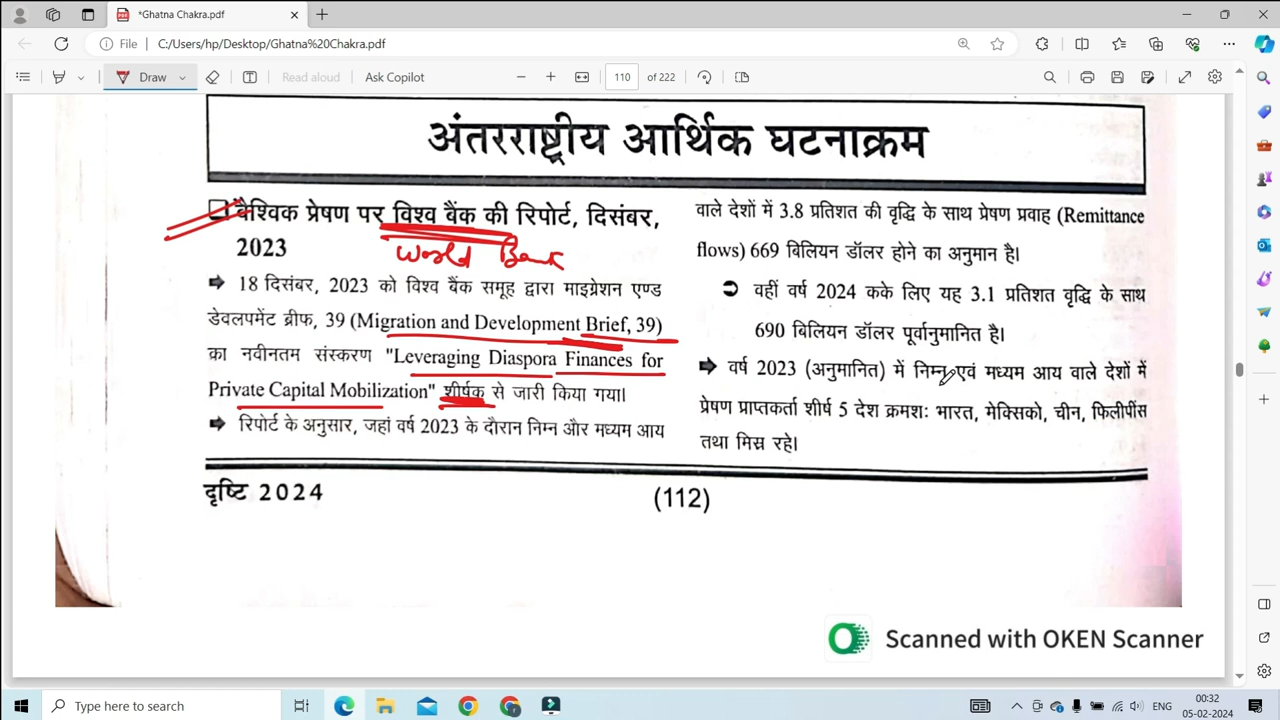 *Ghatna Chakra.pdf
File C:/Users/hp/Desktop/Ghatna%20Chakra.pdf
Draw Read aloud Ask Copilot 110 of 222
अंतरराष्ट्रीय आर्थिक घटनाक्रम
वैश्विक प्रेषण पर विश्व बैंक की रिपोर्ट, दिसंबर,
2023
World Bank
18 दिसंबर, 2023 को विश्व बैंक समूह द्वारा माइग्रेशन एण्ड
डेवलपमेंट ब्रीफ, 39 (Migration and Development Brief, 39)
का नवीनतम संस्करण "Leveraging Diaspora Finances for
Private Capital Mobilization" शीर्षक से जारी किया गया।
रिपोर्ट के अनुसार, जहां वर्ष 2023 के दौरान निम्न और मध्यम आय
वाले देशों में 3.8 प्रतिशत की वृद्धि के साथ प्रेषण प्रवाह (Remittance
flows) 669 बिलियन डॉलर होने का अनुमान है।
वहीं वर्ष 2024 कके लिए यह 3.1 प्रतिशत वृद्धि के साथ
690 बिलियन डॉलर पूर्वानुमानित है।
वर्ष 2023 (अनुमानित) में निम्न एवं मध्यम आय वाले देशों में
प्रेषण प्राप्तकर्ता शीर्ष 5 देश क्रमश: भारत, मेक्सिको, चीन, फिलीपींस
तथा मिस्र रहे।
दृष्टि 2024 (112)
Scanned with OKEN Scanner
Type here to search
ENG
00:32
05-02-2024